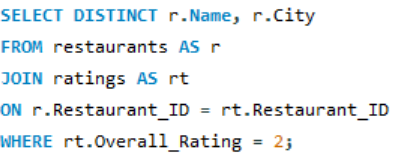 SELECT DISTINCT r.Name, r.City
FROM restaurants AS r
JOIN ratings AS rt
ON r.Restaurant_ID = rt.Restaurant_ID
WHERE rt.Overall_Rating = 2;